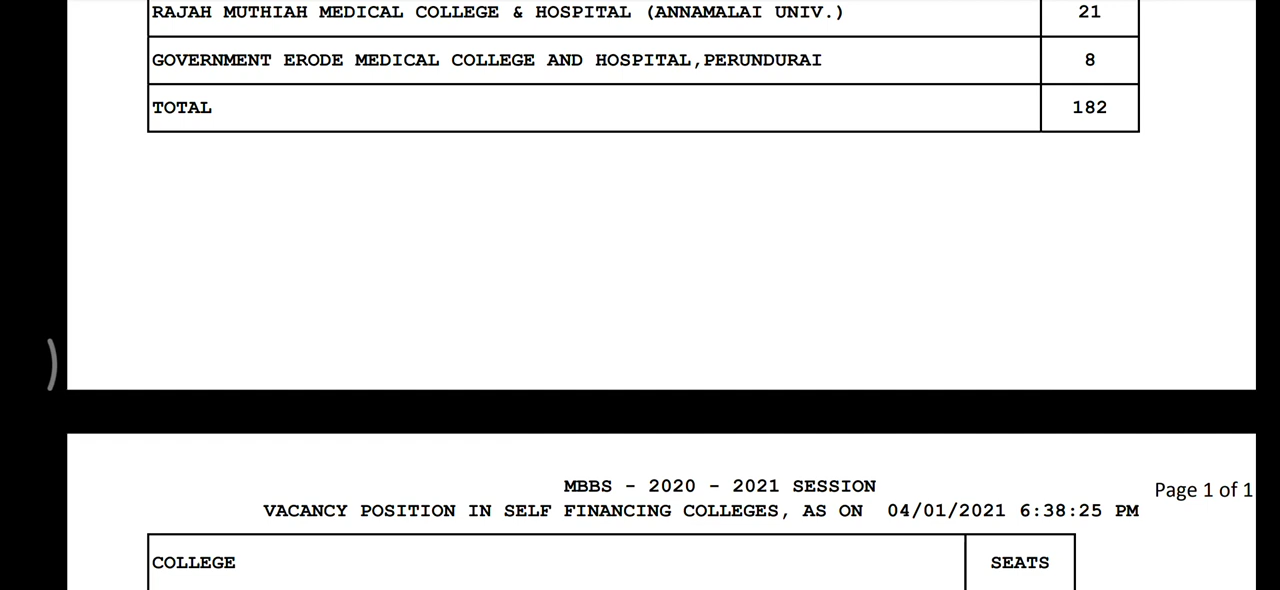 RAJAH MUTHIAH MEDICAL COLLEGE & HOSPITAL (ANNAMALAI UNIV.) 21
GOVERNMENT ERODE MEDICAL COLLEGE AND HOSPITAL,PERUNDURAI 8
TOTAL 182
MBBS - 2020 - 2021 SESSION
Page 1 of 1
VACANCY POSITION IN SELF FINANCING COLLEGES, AS ON 04/01/2021 6:38:25 PM
COLLEGE SEATS